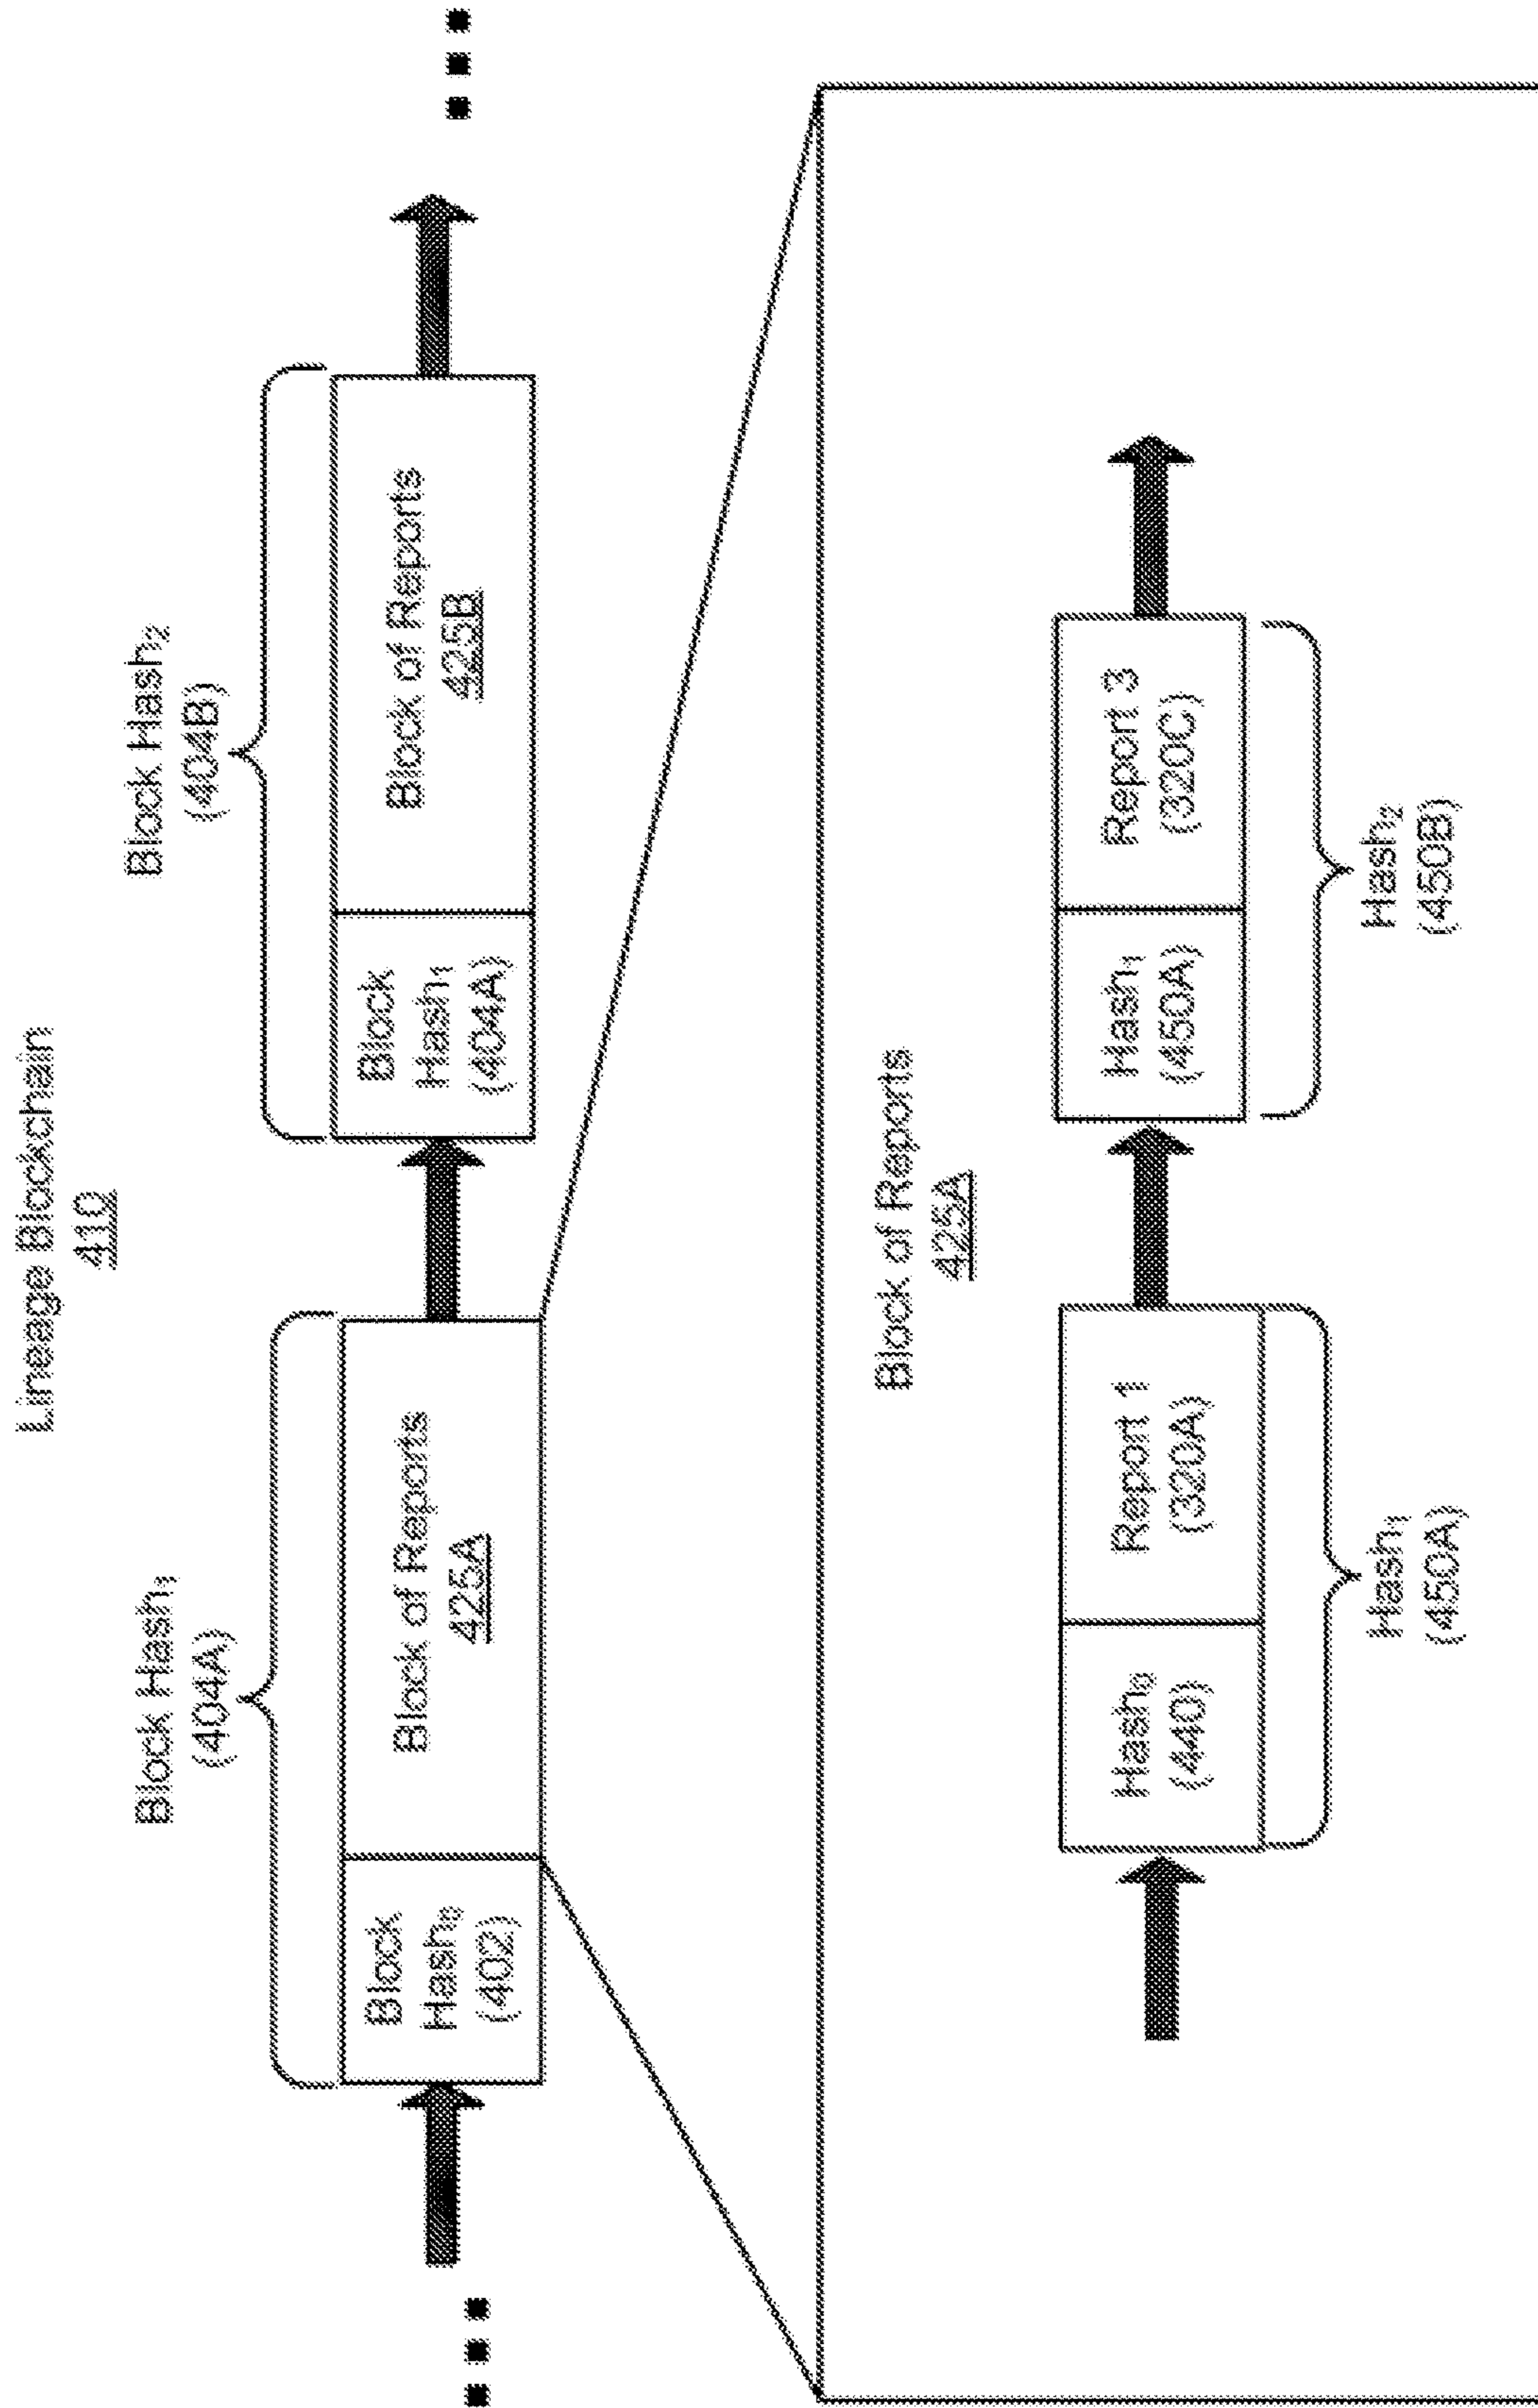 Lineage Blockchain
410
Block Hash₁
(404A)
Block Hash₂
(404B)
Block
Hash₀
(402)
Block of Reports
425A
Block
Hash₁
(404A)
Block of Reports
425B
Block of Reports
425A
Hash₀
(440)
Report 1
(320A)
Hash₁
(450A)
Report 3
(320C)
Hash₁
(450A)
Hash₂
(450B)